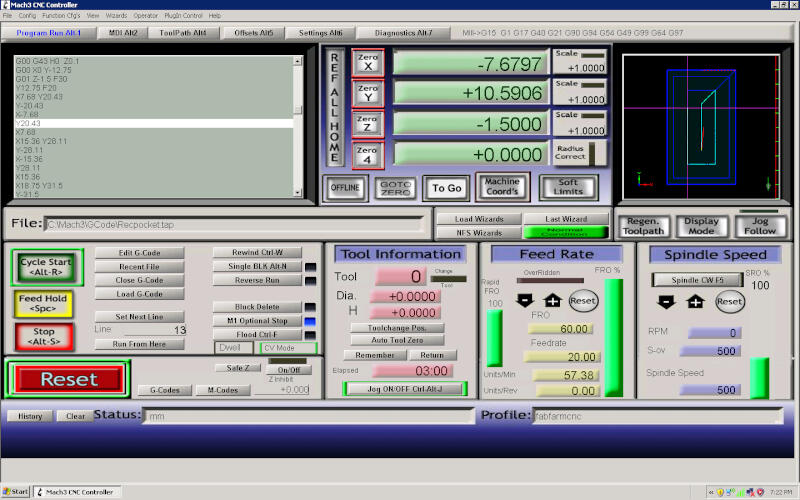 Mach3 CNC Controller
File Config Function Cfg's View Wizards Operator PlugIn Control Help
Program Run Alt-1 MDI Alt2 ToolPath Alt4 Offsets Alt5 Settings Alt6 Diagnostics Alt-7 Mill->G15 G1 G17 G40 G21 G90 G94 G54 G49 G99 G64 G97
G00 G43 H0 Z0.1
G00 X0 Y-12.75
G01 Z-1.5 F30
Y12.75 F20
X7.68 Y20.43
Y-20.43
X-7.68
Y20.43
X7.68
X15.36 Y28.11
Y-28.11
X-15.36
Y28.11
X15.36
X18.75 Y31.5
Y-31.5
REF ALL HOME
Zero X -7.6797 Scale +1.0000
Zero Y +10.5906 Scale +1.0000
Zero Z -1.5000 Scale +1.0000
Zero 4 +0.0000 Radius Correct
OFFLINE GOTO ZERO To Go Machine Coord's Soft Limits
File: C:\Mach3\GCode\Recpocket.tap
Load Wizards Last Wizard
NFS Wizards Normal Condition
Regen. Toolpath Display Mode Jog Follow
Cycle Start <Alt-R>
Feed Hold <Spc>
Stop <Alt-S>
Edit G-Code
Recent File
Close G-Code
Load G-Code
Set Next Line
Line: 13
Run From Here
Rewind Ctrl-W
Single BLK Alt-N
Reverse Run
Block Delete
M1 Optional Stop
Flood Ctrl-F
Dwell CV Mode
Reset
G-Codes M-Codes
Safe Z On/Off
Z Inhibit
+0.000
Tool Information
Tool 0 Change Tool
Dia. +0.0000
H +0.0000
Toolchange Pos.
Auto Tool Zero
Remember Return
Elapsed 03:00
Jog ON/OFF Ctrl-Alt-J
Feed Rate
OverRidden FRO %
Rapid FRO
100
Reset
FRO
60.00
Feedrate
20.00
Units/Min 57.38
Units/Rev 0.00
Spindle Speed
Spindle CW F5 SRO %
100
Reset
RPM 0
S-ov 500
Spindle Speed
500
History Clear Status: mm Profile: fabfarmcnc
Start Mach3 CNC Controller 7:22 PM